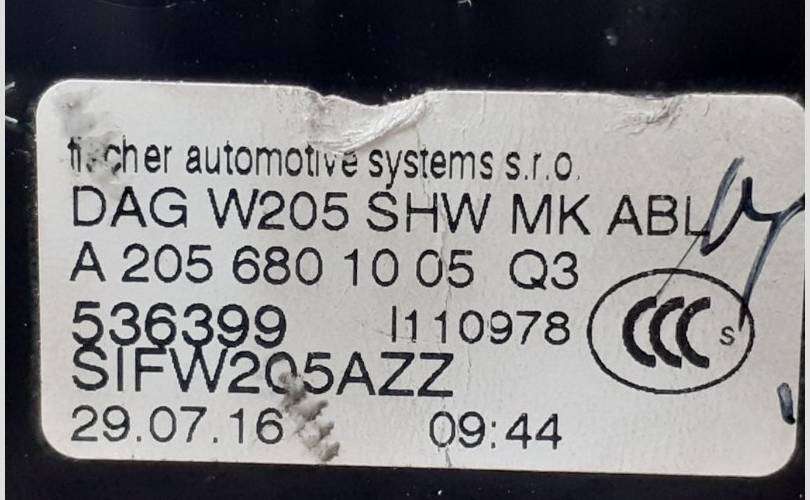 fischer automotive systems s.r.o.
DAG W205 SHW MK ABL
A 205 680 10 05 Q3
536399 I110978
CCC S
SIFW205AZZ
29.07.16 09:44